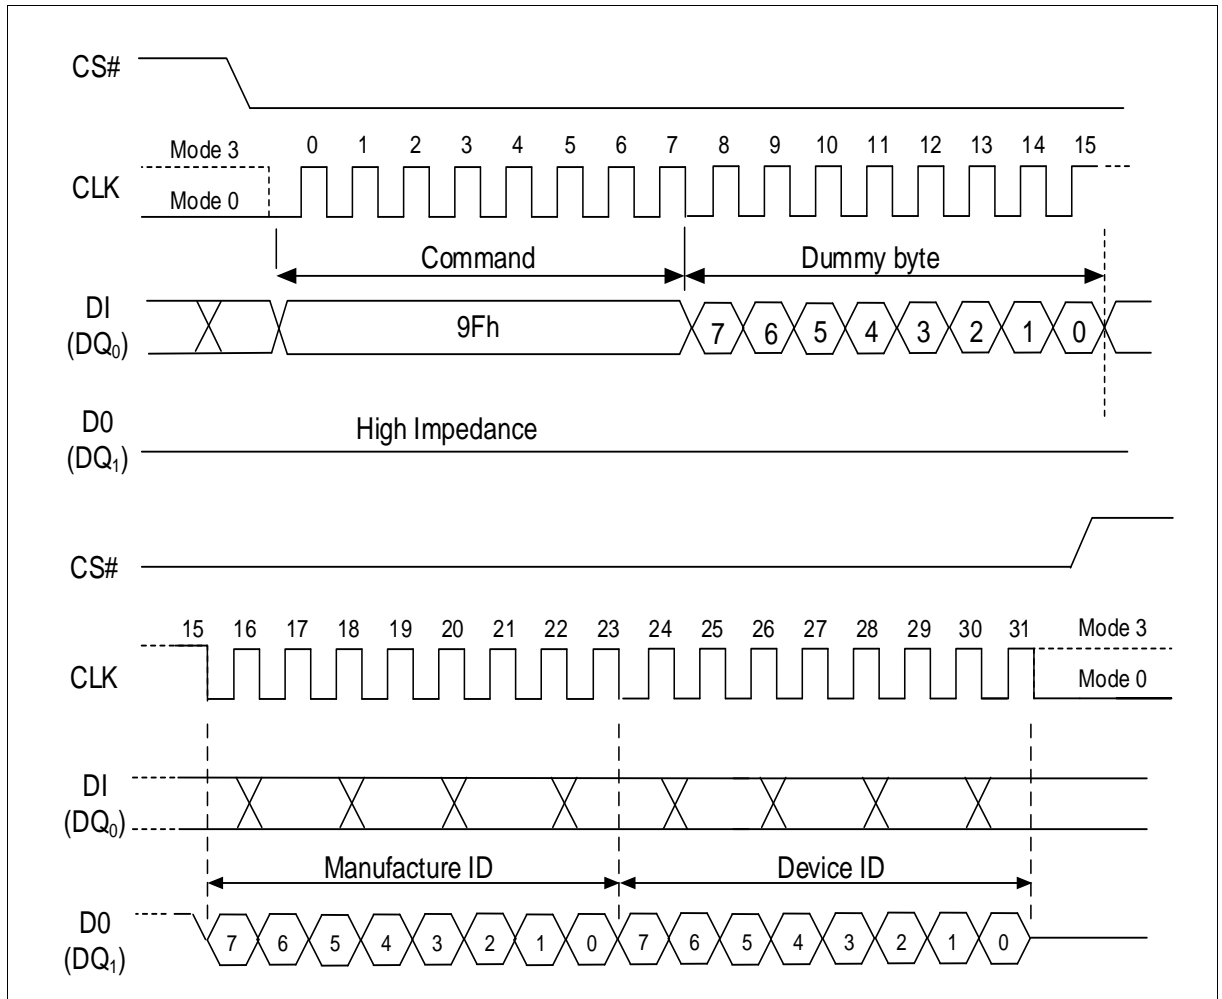 CS#
Mode 3 0 1 2 3 4 5 6 7 8 9 10 11 12 13 14 15
CLK
Mode 0
Command Dummy byte
DI
(DQ0) 9Fh 7 6 5 4 3 2 1 0
D0
(DQ1) High Impedance
CS#
15 16 17 18 19 20 21 22 23 24 25 26 27 28 29 30 31 Mode 3
CLK Mode 0
DI
(DQ0)
Manufacture ID Device ID
D0
(DQ1) 7 6 5 4 3 2 1 0 7 6 5 4 3 2 1 0